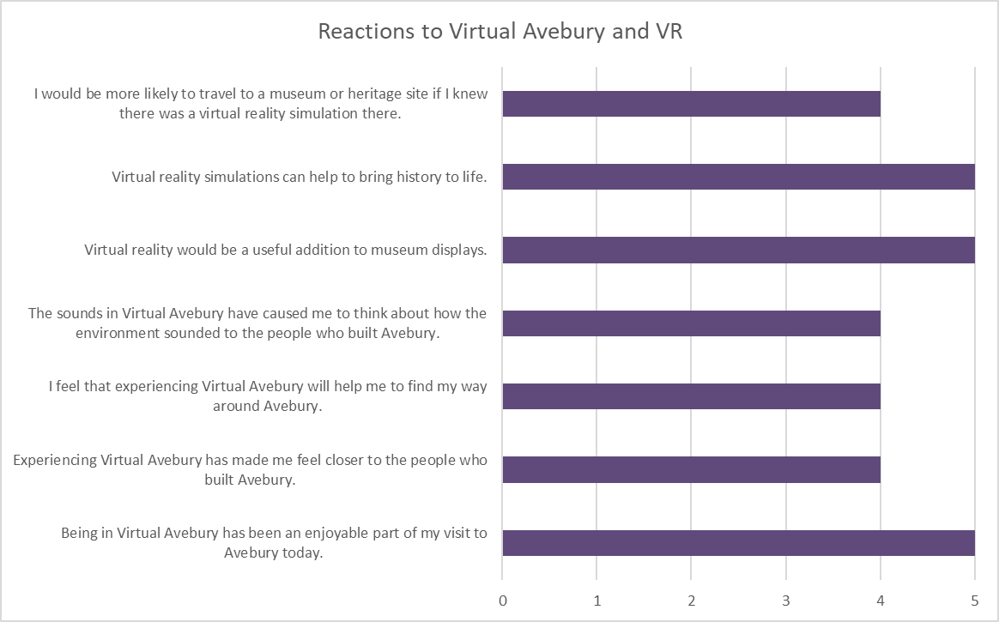 Reactions to Virtual Avebury and VR
I would be more likely to travel to a museum or heritage site if I knew
there was a virtual reality simulation there.
Virtual reality simulations can help to bring history to life.
Virtual reality would be a useful addition to museum displays.
The sounds in Virtual Avebury have caused me to think about how the
environment sounded to the people who built Avebury.
I feel that experiencing Virtual Avebury will help me to find my way
around Avebury.
Experiencing Virtual Avebury has made me feel closer to the people who
built Avebury.
Being in Virtual Avebury has been an enjoyable part of my visit to
Avebury today.
0 1 2 3 4 5